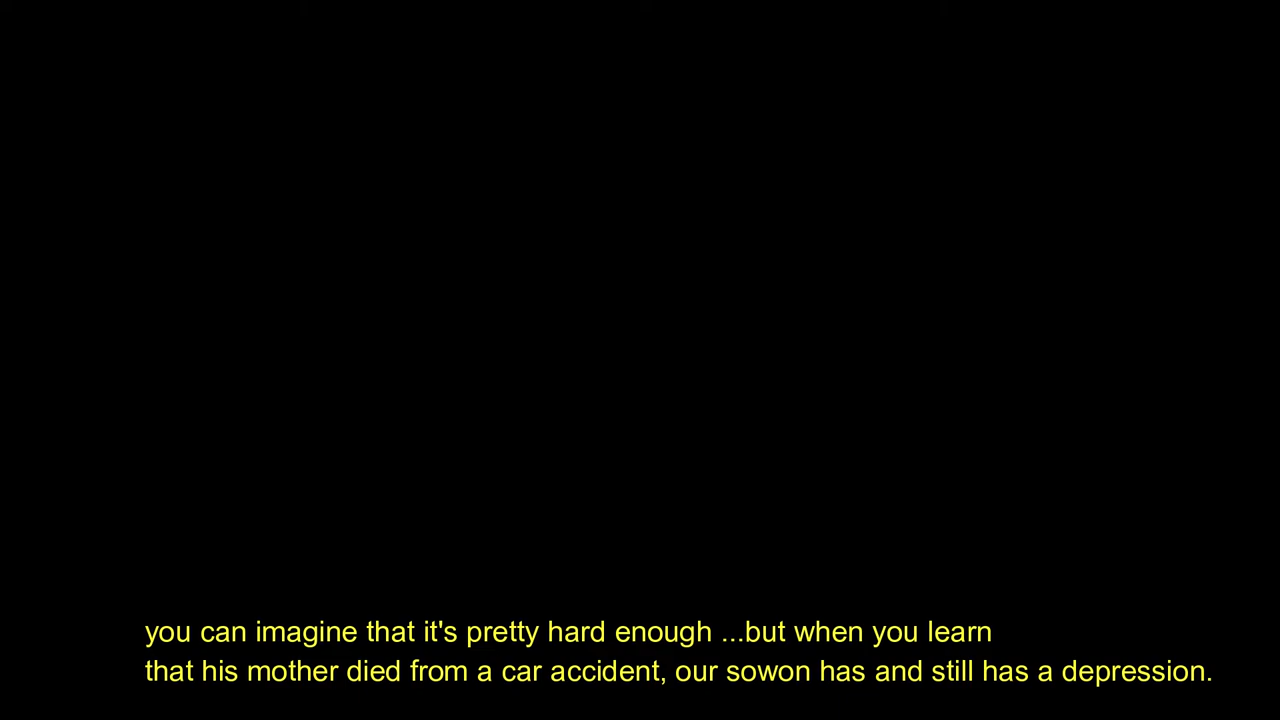 you can imagine that it's pretty hard enough ...but when you learn
that his mother died from a car accident, our sowon has and still has a depression.